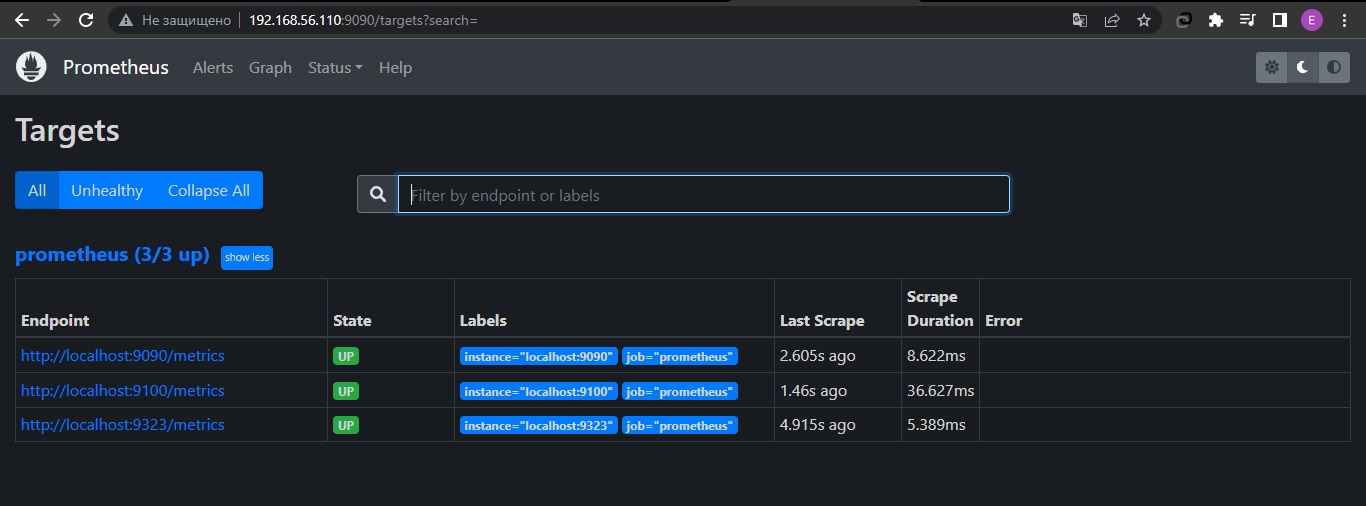 Не защищено 192.168.56.110:9090/targets?search=
E
Prometheus Alerts Graph Status Help
Targets
All Unhealthy Collapse All
Filter by endpoint or labels
prometheus (3/3 up) show less
Endpoint State Labels Last Scrape Scrape Duration Error
http://localhost:9090/metrics UP instance="localhost:9090" job="prometheus" 2.605s ago 8.622ms
http://localhost:9100/metrics UP instance="localhost:9100" job="prometheus" 1.46s ago 36.627ms
http://localhost:9323/metrics UP instance="localhost:9323" job="prometheus" 4.915s ago 5.389ms